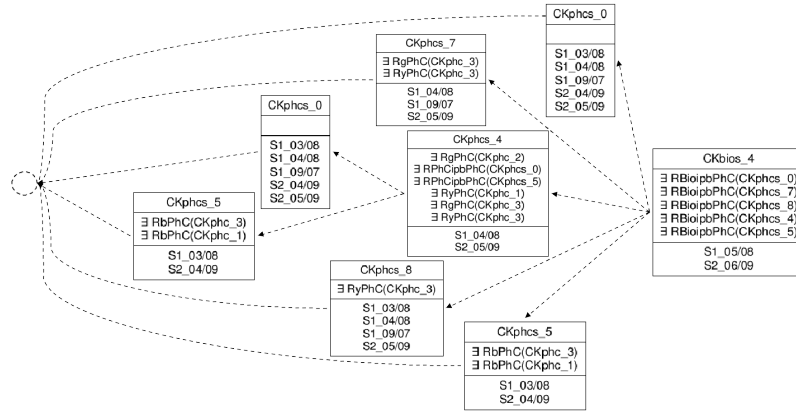 CKphcs_0
S1_03/08
S1_04/08
S1_09/07
S2_04/09
S2_05/09
CKphcs_7
∃ RgPhC(CKphc_3)
∃ RyPhC(CKphc_3)
S1_04/08
S1_09/07
S2_05/09
CKphcs_0
S1_03/08
S1_04/08
S1_09/07
S2_04/09
S2_05/09
CKphcs_4
∃ RgPhC(CKphc_2)
∃ RPhCipbPhC(CKphcs_0)
∃ RPhCipbPhC(CKphcs_5)
∃ RyPhC(CKphc_1)
∃ RgPhC(CKphc_3)
∃ RyPhC(CKphc_3)
S1_04/08
S2_05/09
CKbios_4
∃ RBioipbPhC(CKphcs_0)
∃ RBioipbPhC(CKphcs_7)
∃ RBioipbPhC(CKphcs_8)
∃ RBioipbPhC(CKphcs_4)
∃ RBioipbPhC(CKphcs_5)
S1_05/08
S2_06/09
CKphcs_5
∃ RbPhC(CKphc_3)
∃ RbPhC(CKphc_1)
S1_03/08
S2_04/09
CKphcs_8
∃ RyPhC(CKphc_3)
S1_03/08
S1_04/08
S1_09/07
S2_05/09
CKphcs_5
∃ RbPhC(CKphc_3)
∃ RbPhC(CKphc_1)
S1_03/08
S2_04/09